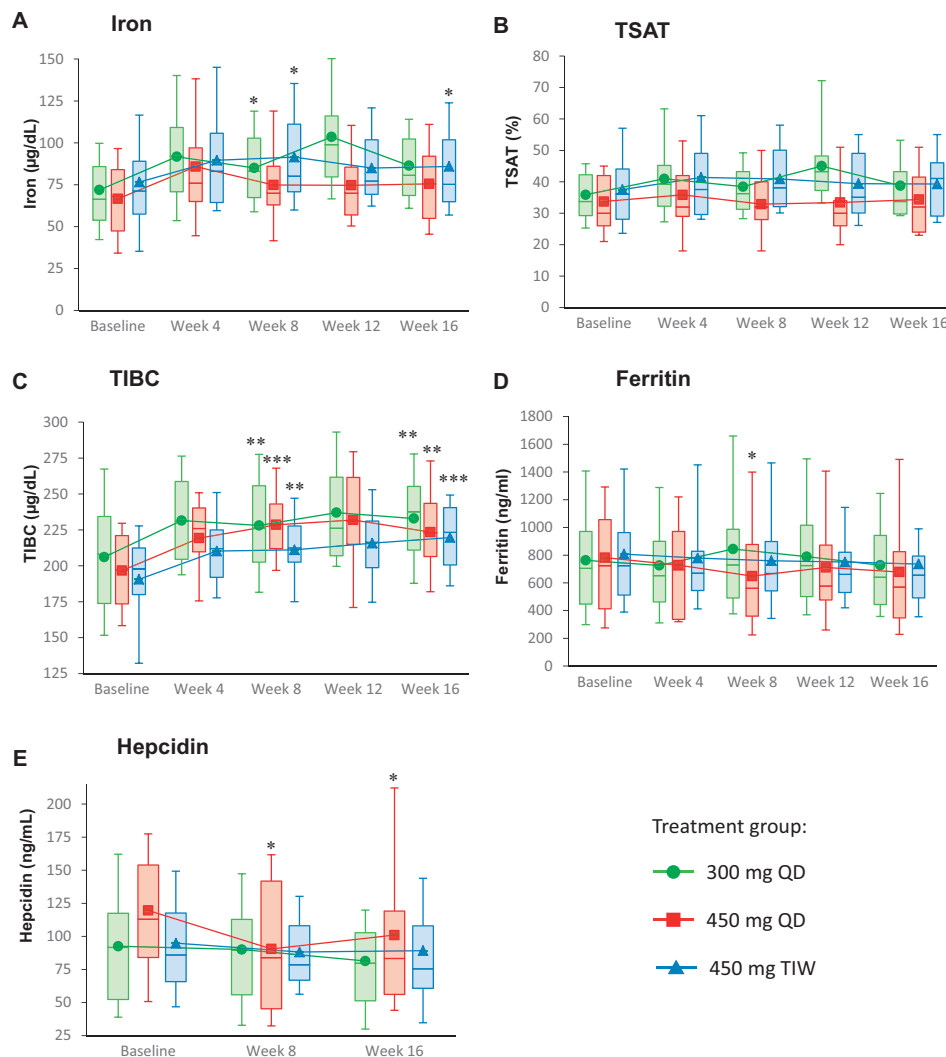 A Iron
Iron (µg/dL)
150
125
100
75
50
25
0
* * *
Baseline Week 4 Week 8 Week 12 Week 16
B TSAT
TSAT (%)
80
70
60
50
40
30
20
10
0
Baseline Week 4 Week 8 Week 12 Week 16
C TIBC
TIBC (µg/dL)
300
275
250
225
200
175
150
125
** *** ** ** ** ***
Baseline Week 4 Week 8 Week 12 Week 16
D Ferritin
Ferritin (ng/ml)
1800
1600
1400
1200
1000
800
600
400
200
0
*
Baseline Week 4 Week 8 Week 12 Week 16
E Hepcidin
Hepcidin (ng/mL)
200
175
150
125
100
75
50
25
* *
Baseline Week 8 Week 16
Treatment group:
300 mg QD
450 mg QD
450 mg TIW